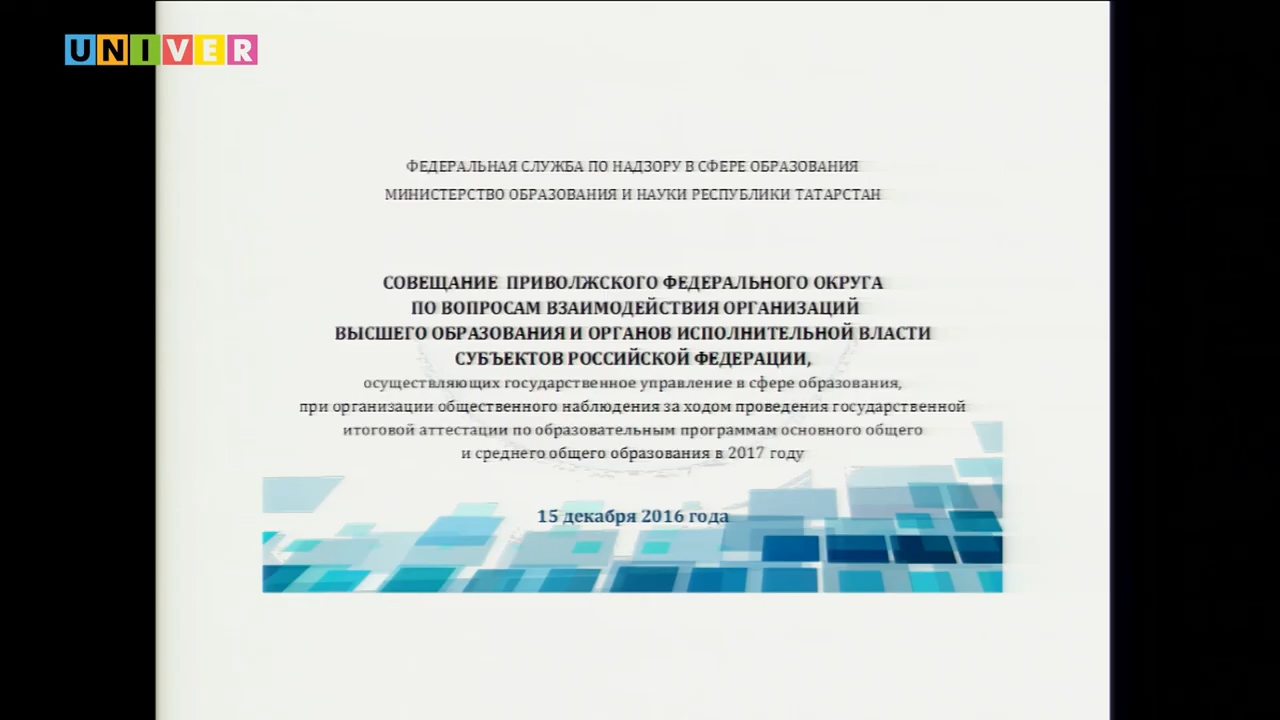 UNIVER
ФЕДЕРАЛЬНАЯ СЛУЖБА ПО НАДЗОРУ В СФЕРЕ ОБРАЗОВАНИЯ
МИНИСТЕРСТВО ОБРАЗОВАНИЯ И НАУКИ РЕСПУБЛИКИ ТАТАРСТАН
СОВЕЩАНИЕ ПРИВОЛЖСКОГО ФЕДЕРАЛЬНОГО ОКРУГА
ПО ВОПРОСАМ ВЗАИМОДЕЙСТВИЯ ОРГАНИЗАЦИЙ
ВЫСШЕГО ОБРАЗОВАНИЯ И ОРГАНОВ ИСПОЛНИТЕЛЬНОЙ ВЛАСТИ
СУБЪЕКТОВ РОССИЙСКОЙ ФЕДЕРАЦИИ,
осуществляющих государственное управление в сфере образования,
при организации общественного наблюдения за ходом проведения государственной
итоговой аттестации по образовательным программам основного общего
и среднего общего образования в 2017 году
15 декабря 2016 года